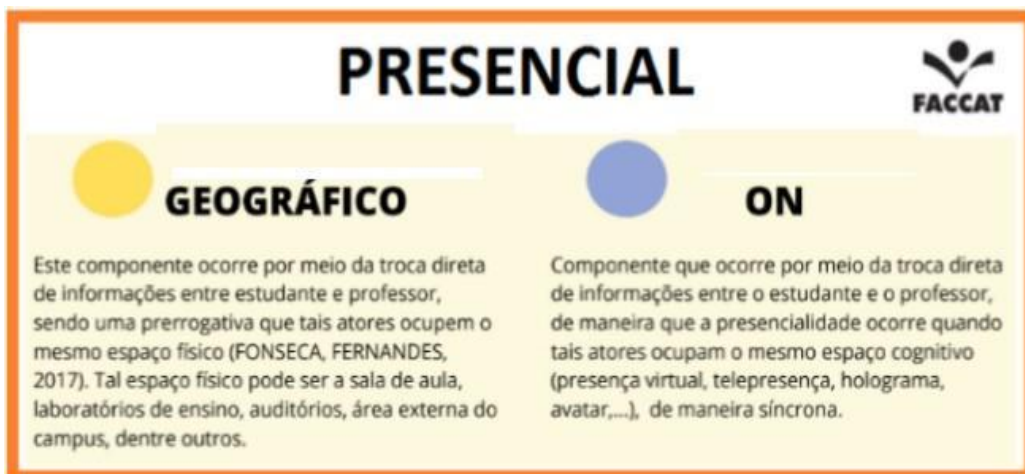 PRESENCIAL
FACCAT
GEOGRÁFICO
Este componente ocorre por meio da troca direta
de informações entre estudante e professor,
sendo uma prerrogativa que tais atores ocupem o
mesmo espaço físico (FONSECA, FERNANDES,
2017). Tal espaço físico pode ser a sala de aula,
laboratórios de ensino, auditórios, área externa do
campus, dentre outros.
ON
Componente que ocorre por meio da troca direta
de informações entre o estudante e o professor,
de maneira que a presencialidade ocorre quando
tais atores ocupam o mesmo espaço cognitivo
(presença virtual, telepresença, holograma,
avatar,...), de maneira síncrona.